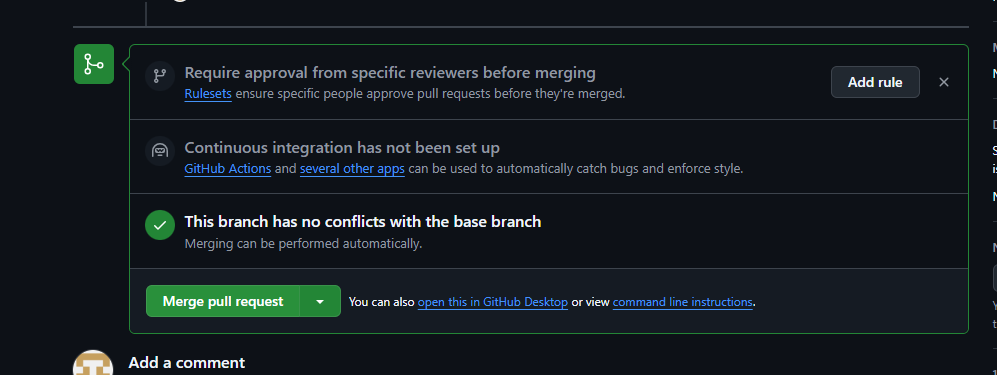 Require approval from specific reviewers before merging
Rulesets ensure specific people approve pull requests before they're merged.
Add rule
Continuous integration has not been set up
GitHub Actions and several other apps can be used to automatically catch bugs and enforce style.
This branch has no conflicts with the base branch
Merging can be performed automatically.
Merge pull request
You can also open this in GitHub Desktop or view command line instructions.
Add a comment